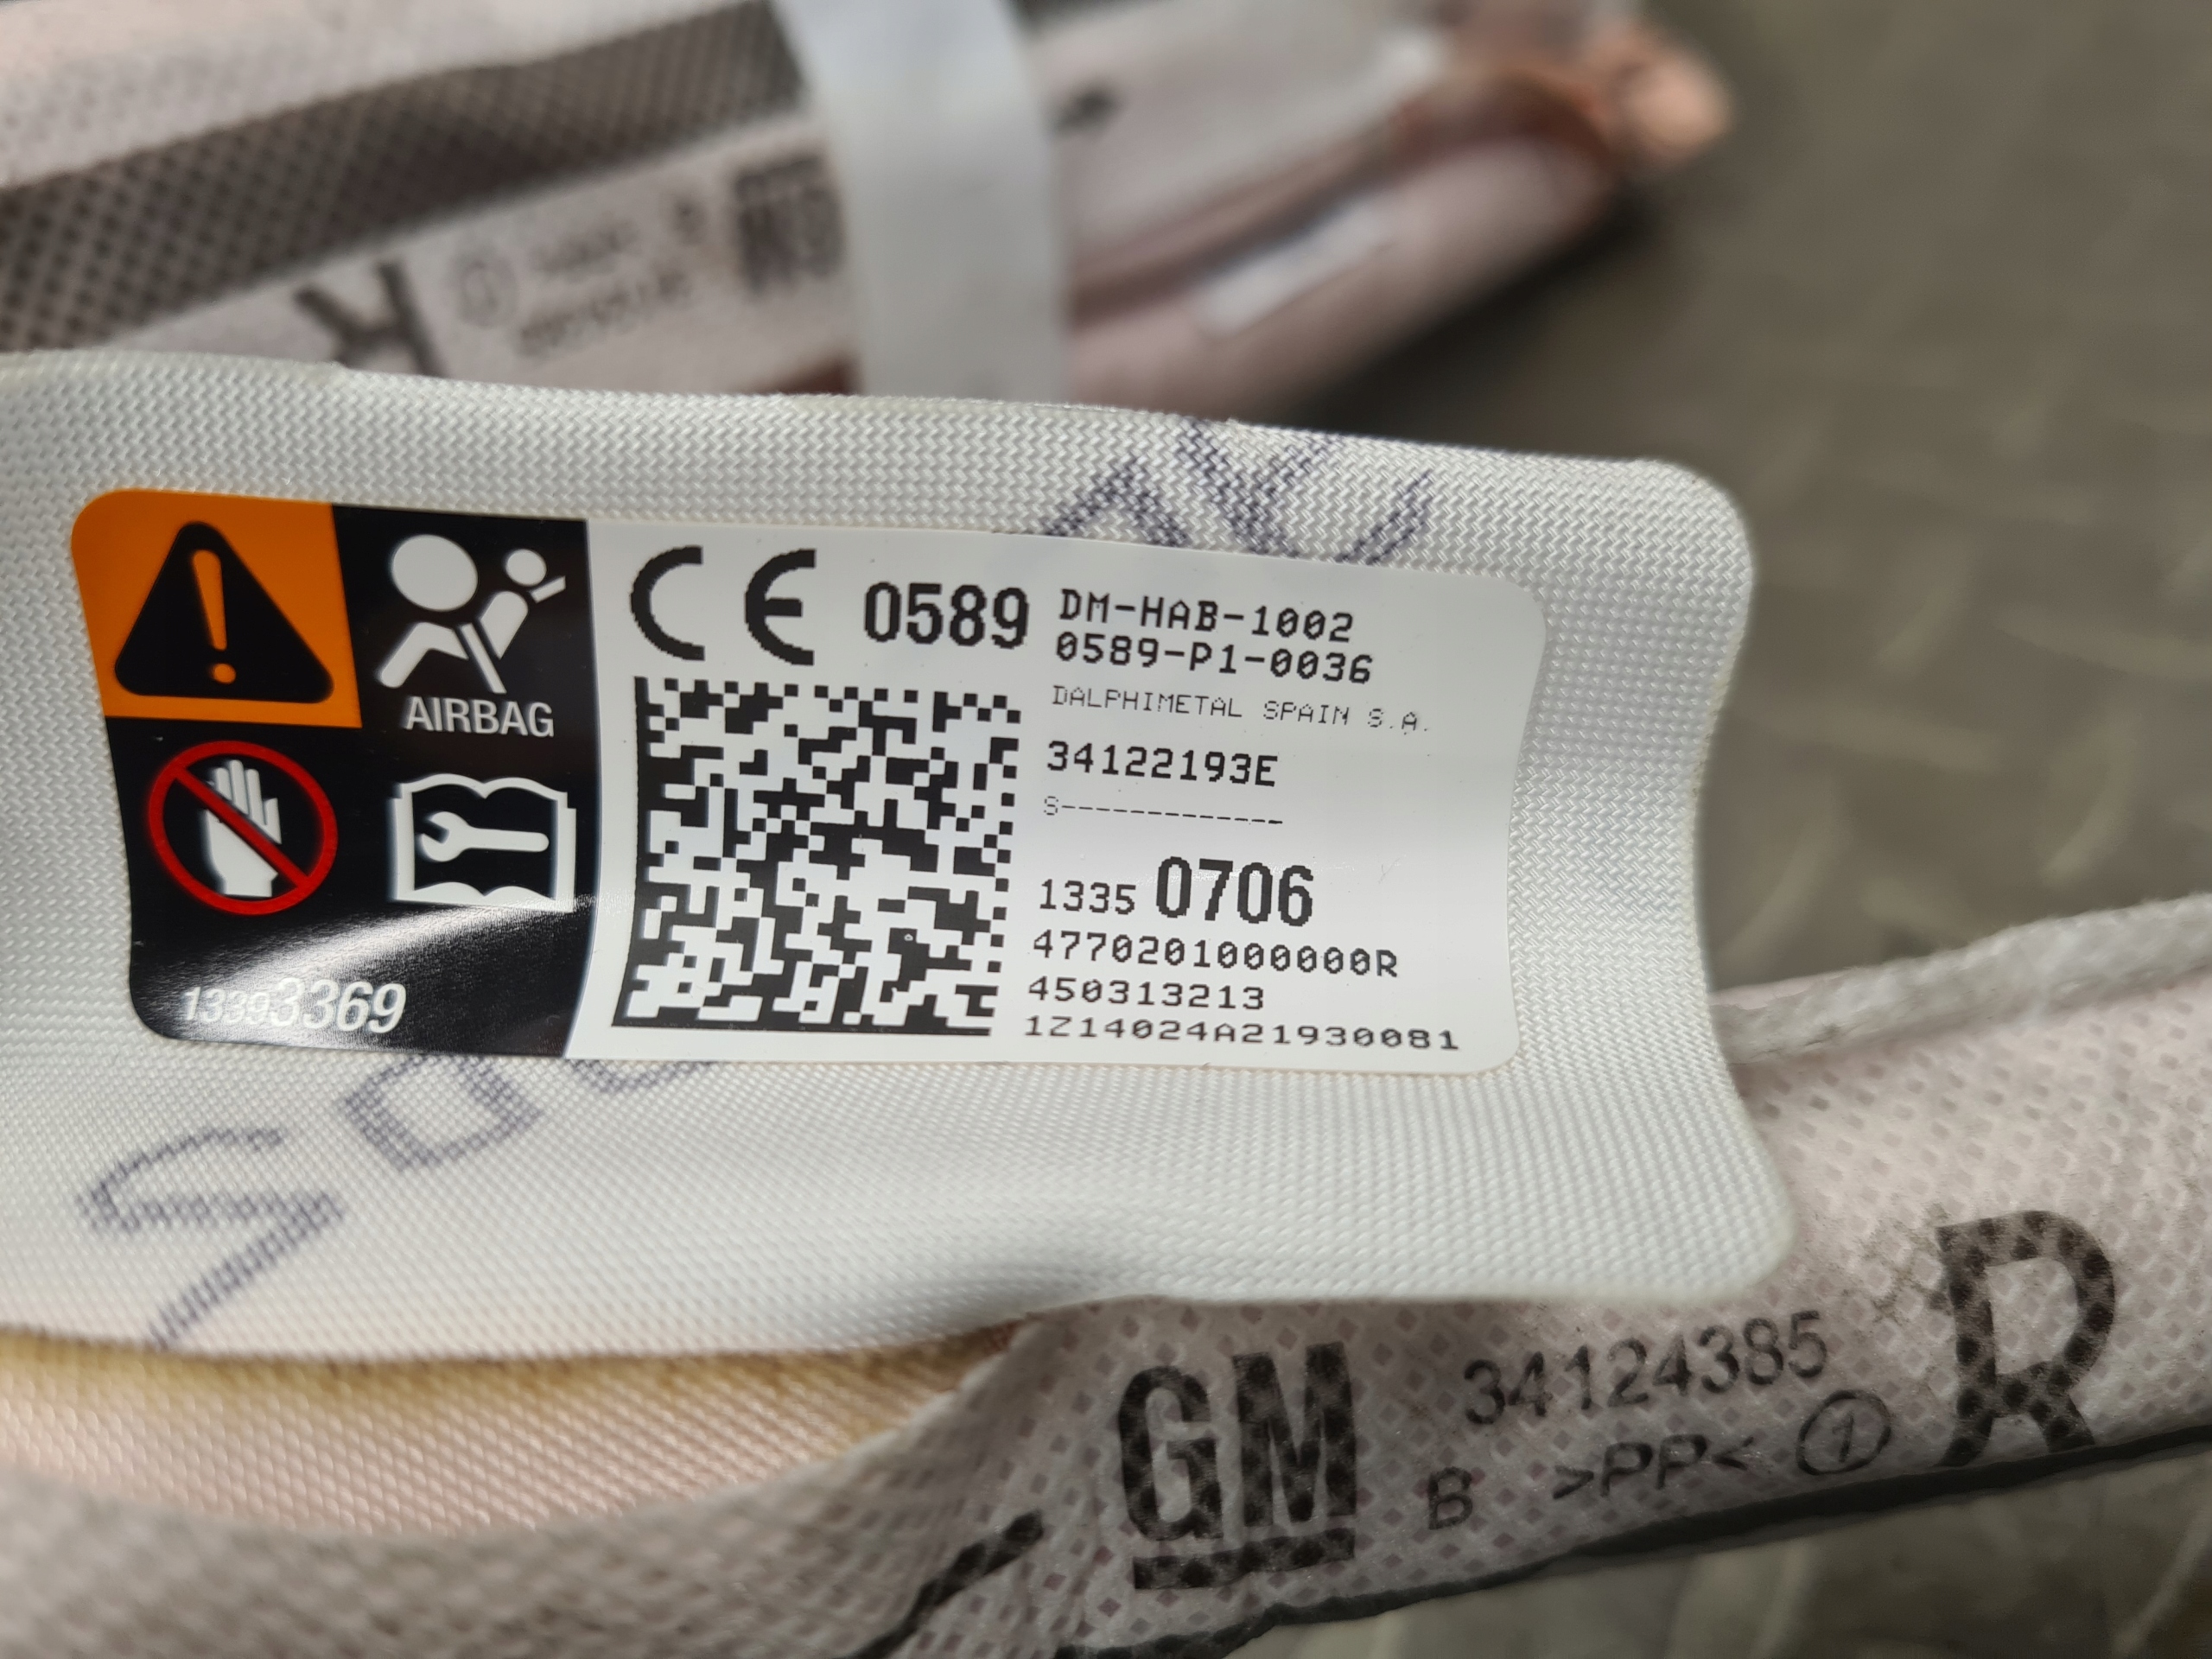 AIRBAG
13393369
CE 0589
DM-HAB-1002
0589-P1-0036
DALPHIMETAL SPAIN S.A.
34122193E
S-------------
1335 0706
4770201000000R
450313213
1Z14024A21930081
GM
34124385
B >PP< 1
R